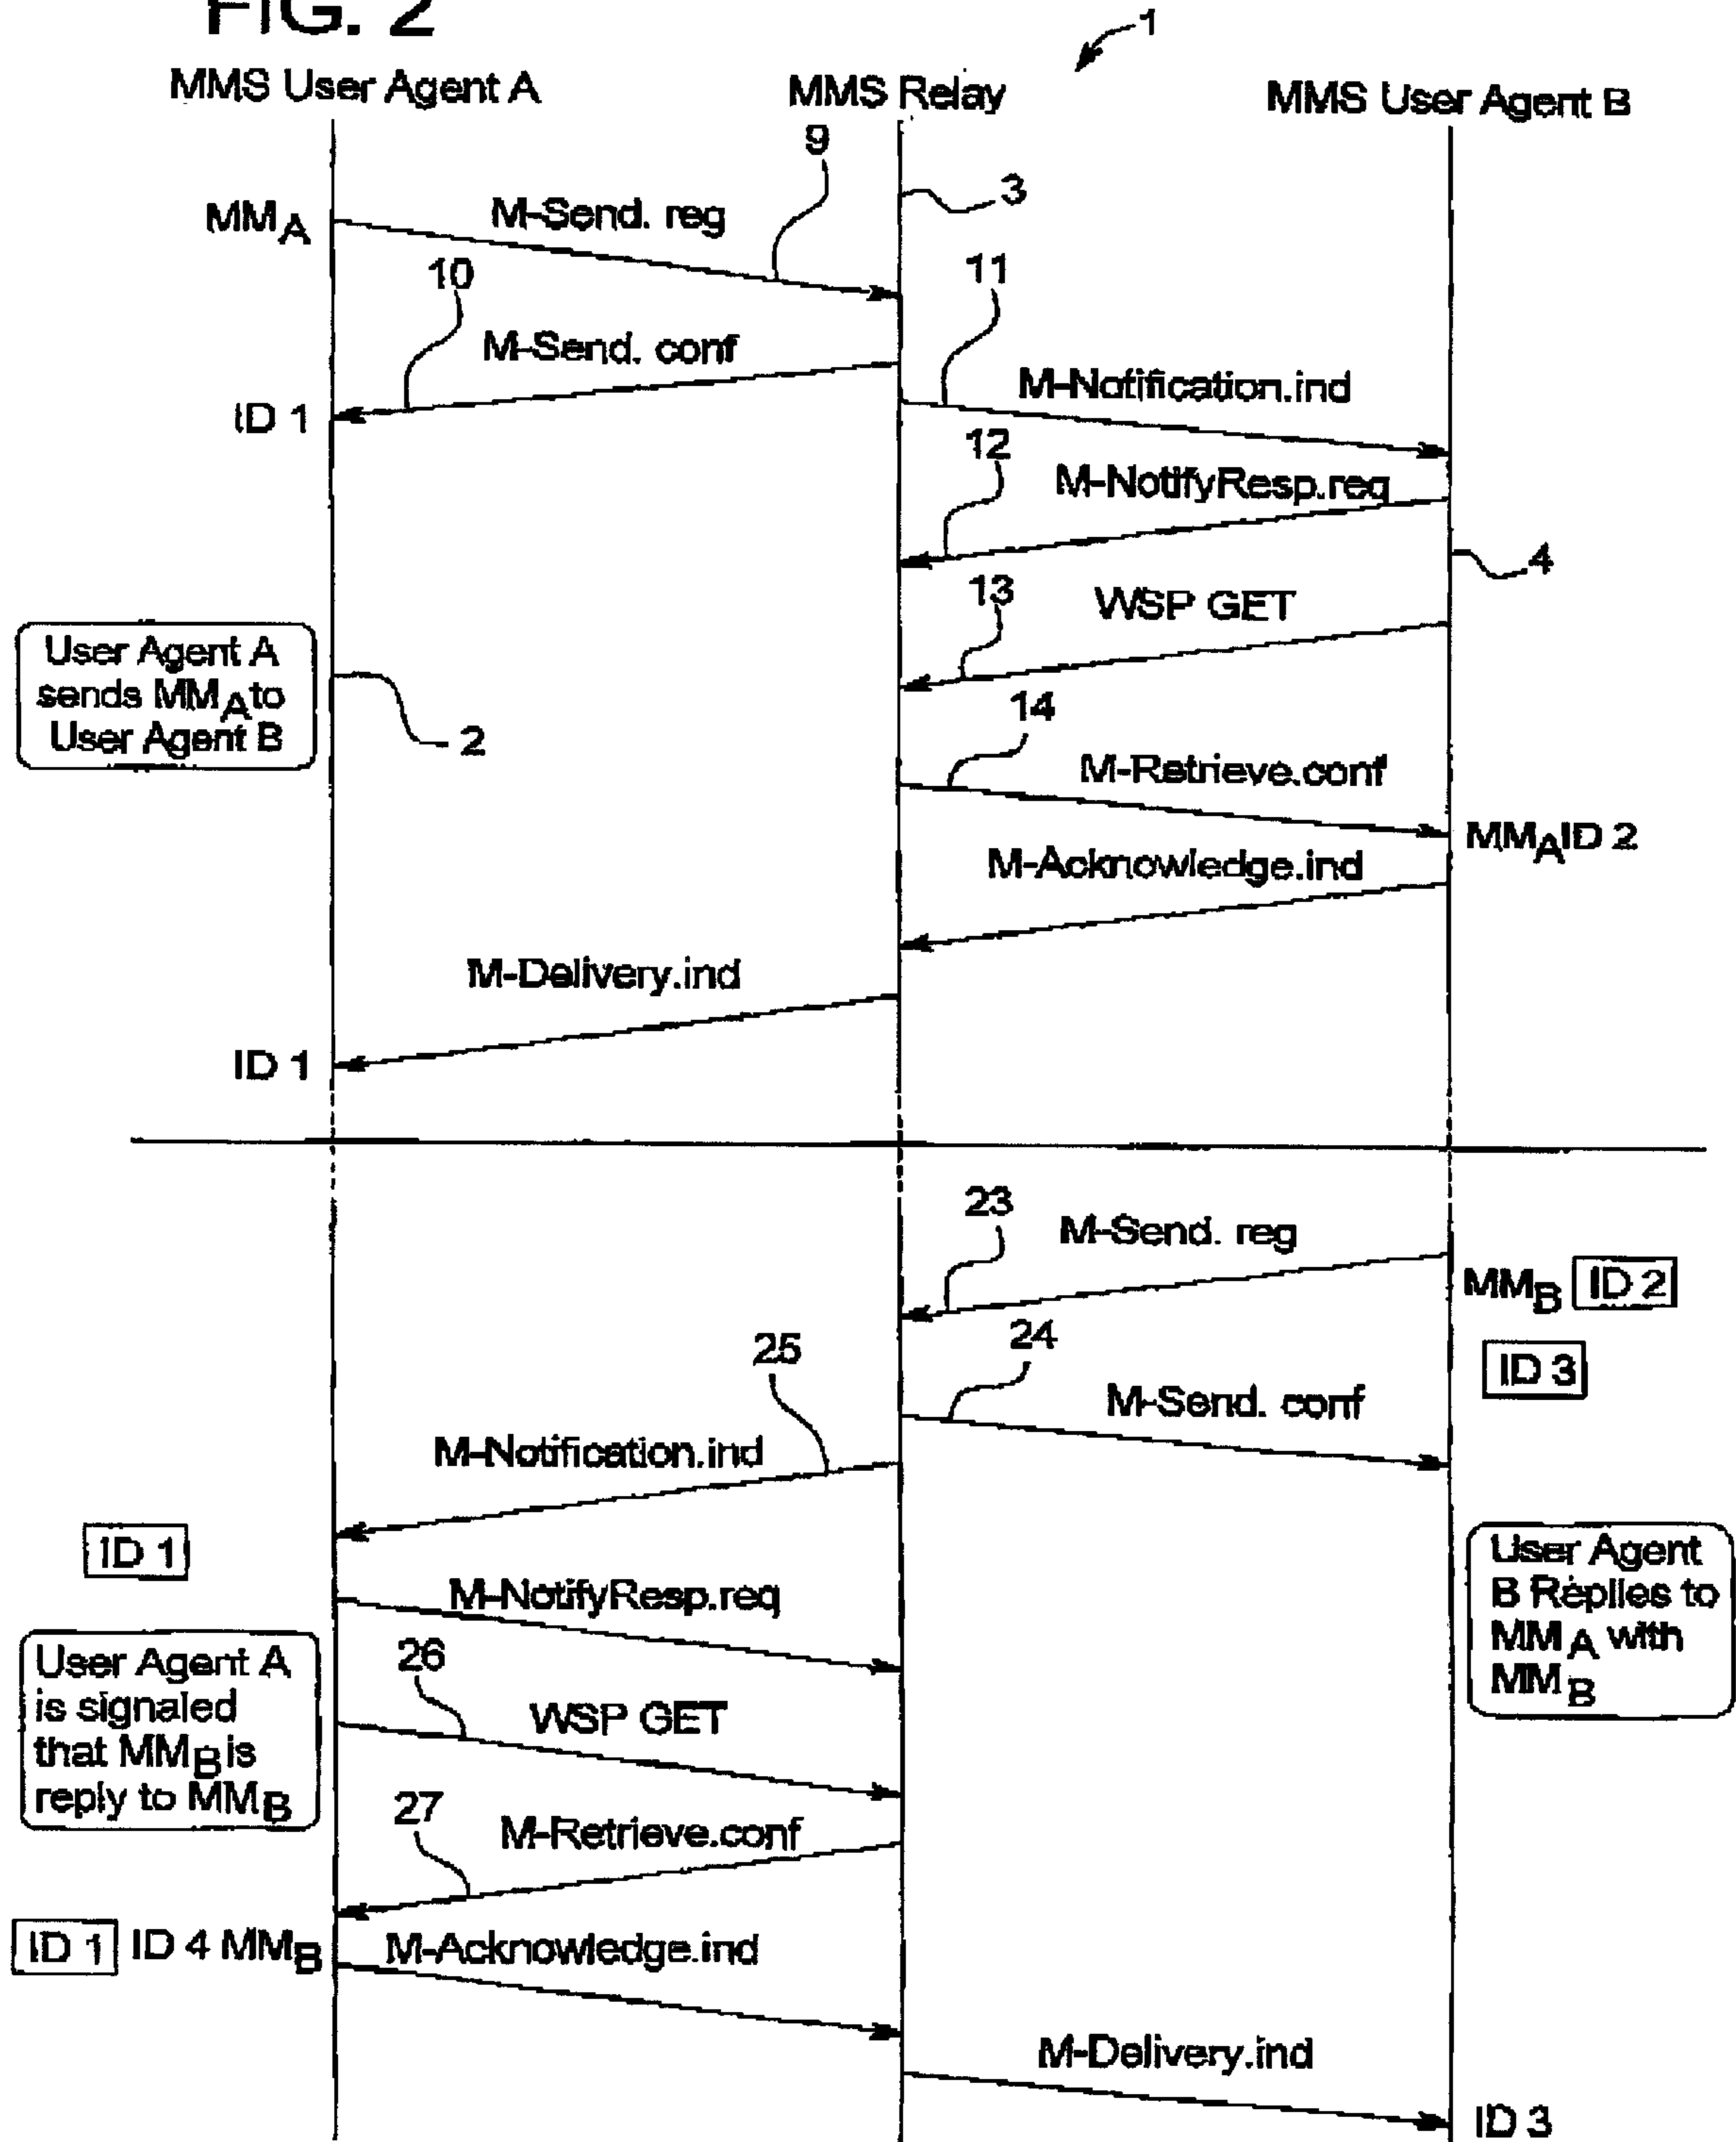 FIG. 2
1
MMS User Agent A
MMS Relay
MMS User Agent B
9
3
MMA
M-Send. reg
10
11
M-Send. conf
M-Notification.ind
ID 1
12
M-NotifyResp.req
4
13
WSP GET
User Agent A
sends MMA to
User Agent B
2
14
M-Retrieve.conf
MMA ID 2
M-Acknowledge.ind
M-Delivery.ind
ID 1
23
M-Send. reg
MMB ID 2
24
25
ID 3
M-Send. conf
M-Notification.ind
ID 1
User Agent
B Replies to
MMA with
MMB
M-NotifyResp.req
User Agent A
is signaled
that MMB is
reply to MMB
26
WSP GET
27
M-Retrieve.conf
ID 1 ID 4 MMB
M-Acknowledge.ind
M-Delivery.ind
ID 3